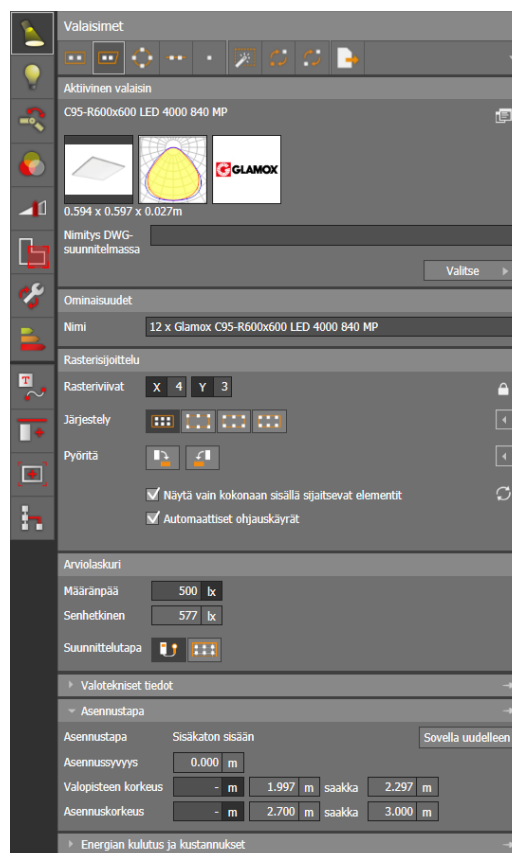 Valaisimet
Aktiivinen valaisin
C95-R600x600 LED 4000 840 MP
GLAMOX
0.594 x 0.597 x 0.027m
Nimitys DWG-
suunnitelmassa
Valitse
Ominaisuudet
Nimi 12 x Glamox C95-R600x600 LED 4000 840 MP
Rasterisijoittelu
Rasteriviivat X 4 Y 3
Järjestely
Pyöritä
Näytä vain kokonaan sisällä sijaitsevat elementit
Automaattiset ohjauskäyrät
Arviolaskuri
Määränpää 500 lx
Senhetkinen 577 lx
Suunnittelutapa
Valotekniset tiedot
Asennustapa
Asennustapa Sisäkaton sisään Sovella uudelleen
Asennussyvyys 0.000 m
Valopisteen korkeus - m 1.997 m saakka 2.297 m
Asennuskorkeus - m 2.700 m saakka 3.000 m
Energian kulutus ja kustannukset